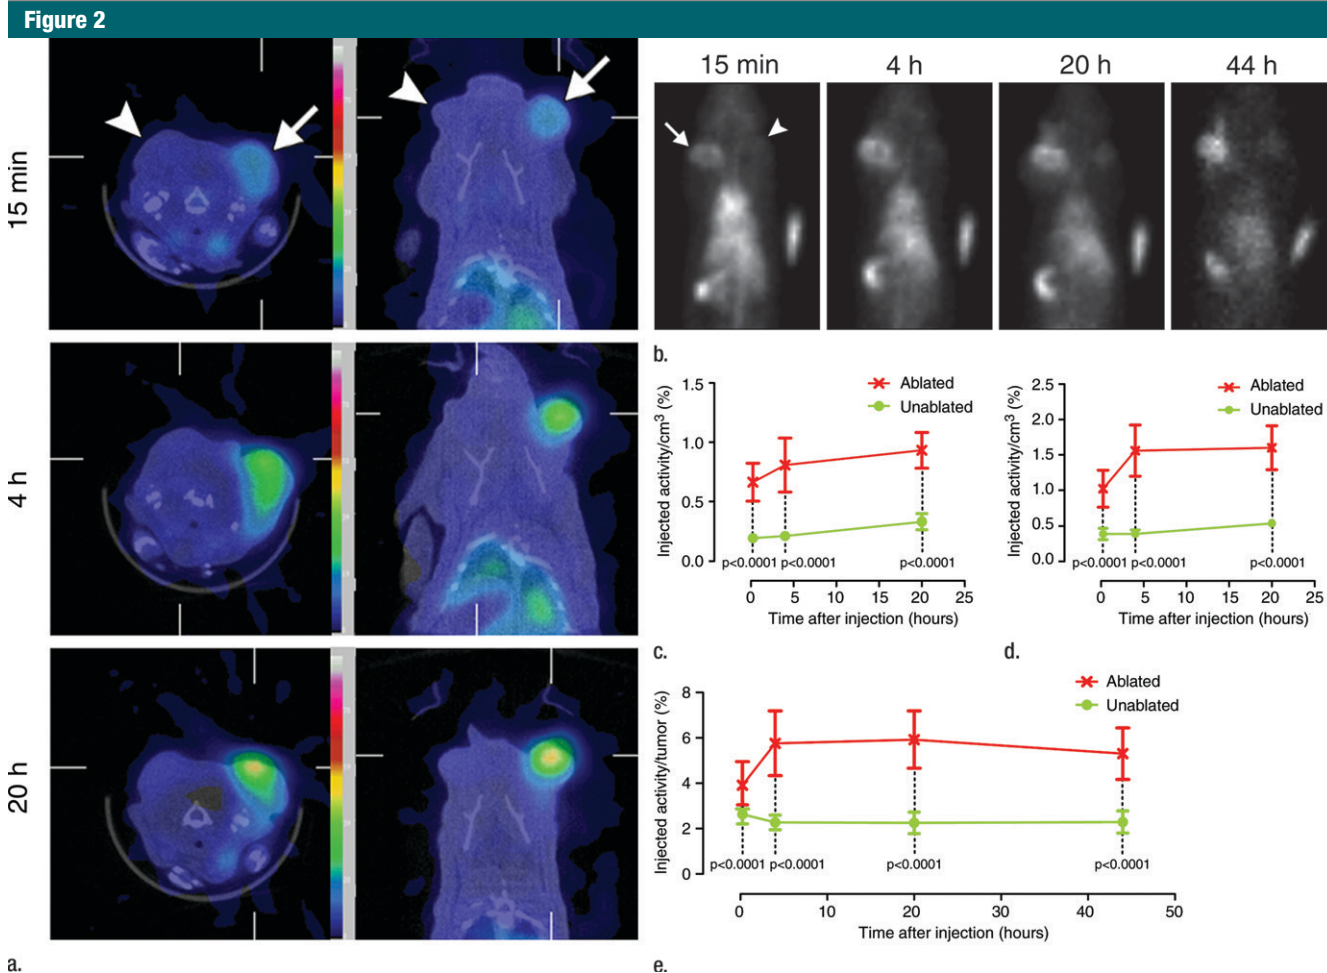 Figure 2
15 min
4 h
20 h
a.
15 min 4 h 20 h 44 h
b.
Injected activity/cm³ (%)
1.5
1.0
0.5
0.0
Ablated
Unablated
p<0.0001 p<0.0001 p<0.0001
0 5 10 15 20 25
Time after injection (hours)
c.
Injected activity/cm³ (%)
2.5
2.0
1.5
1.0
0.5
0.0
Ablated
Unablated
p<0.0001 p<0.0001 p<0.0001
0 5 10 15 20 25
Time after injection (hours)
d.
Injected activity/tumor (%)
8
6
4
2
0
Ablated
Unablated
p<0.0001 p<0.0001 p<0.0001 p<0.0001
0 10 20 30 40 50
Time after injection (hours)
e.